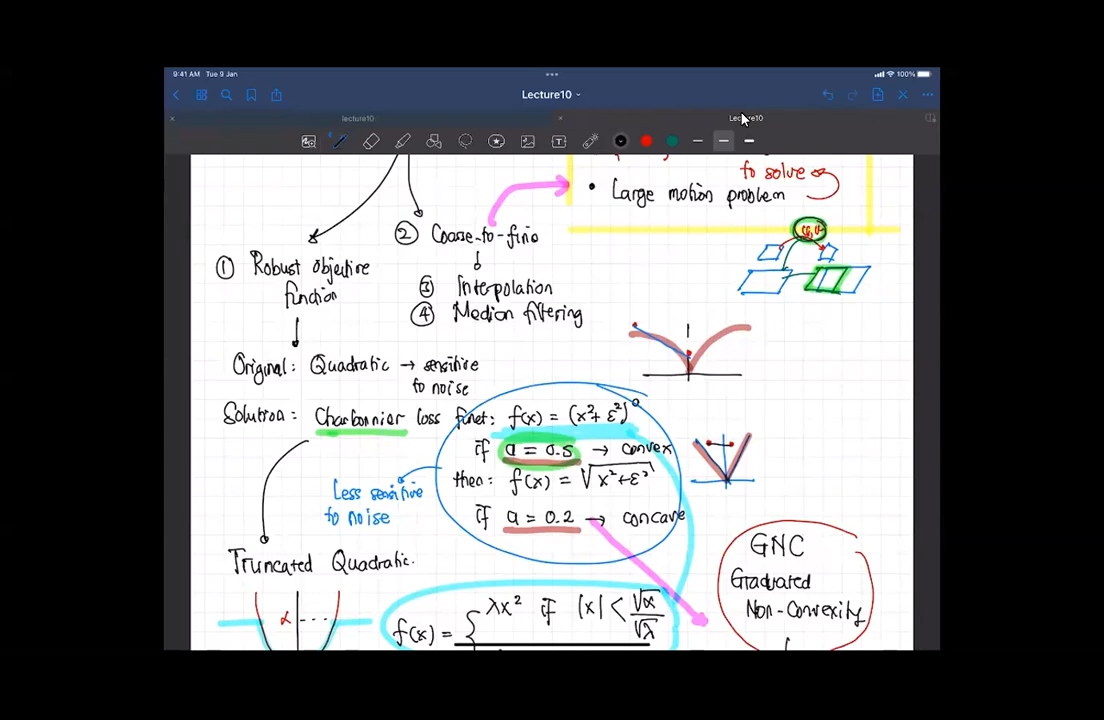 9:41 AM Tue 9 Jan
100%
Lecture10
lecture10
Lecture10
to solve
• Large motion problem
② Coarse-to-fine
① Robust objective
function
③ Interpolation
④ Median filtering
Original: Quadratic → sensitive
to noise
Solution: Charbonnier loss funct: f(x) = (x²+ ε²)ᵃ
if a = 0.5 → convex
then: f(x) = √x²+ε²
if a = 0.2 → concave
Less sensitive
to noise
GNC
Graduated
Non-Convexity
Truncated Quadratic.
α ...
f(x) = { λx² if |x| < √α/√λ